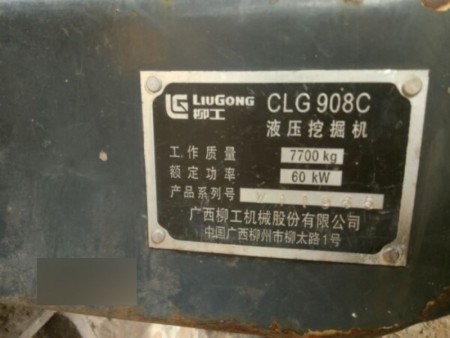 LIUGONG
柳工
CLG 908C
液压挖掘机
工作质量 7700 kg
额定功率 60 kW
产品系列号
广西柳工机械股份有限公司
中国广西柳州市柳太路1号